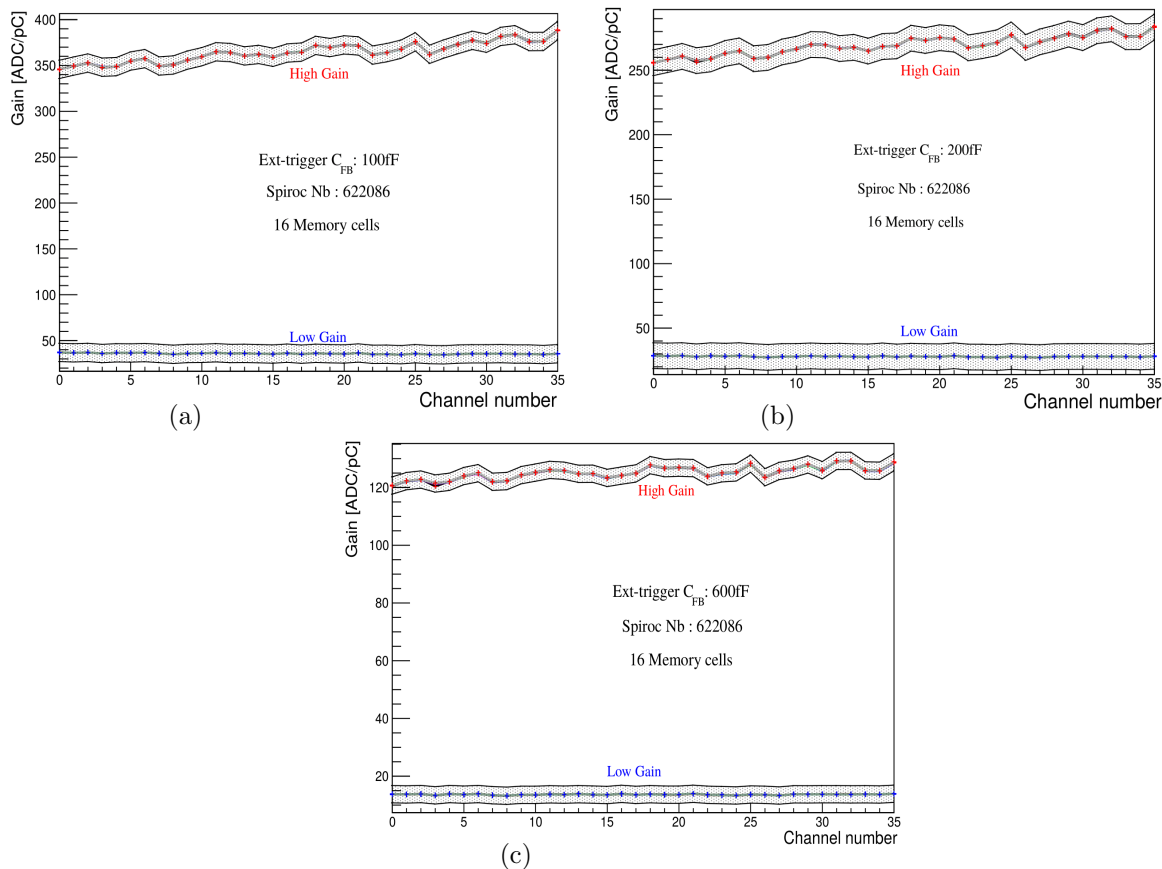 Gain [ADC/pC]
400
350
300
250
200
150
100
50
High Gain
Ext-trigger C_FB: 100fF
Spiroc Nb : 622086
16 Memory cells
Low Gain
0 5 10 15 20 25 30 35
Channel number
(a)
Gain [ADC/pC]
250
200
150
100
50
High Gain
Ext-trigger C_FB: 200fF
Spiroc Nb : 622086
16 Memory cells
Low Gain
0 5 10 15 20 25 30 35
Channel number
(b)
Gain [ADC/pC]
120
100
80
60
40
20
High Gain
Ext-trigger C_FB: 600fF
Spiroc Nb : 622086
16 Memory cells
Low Gain
0 5 10 15 20 25 30 35
Channel number
(c)